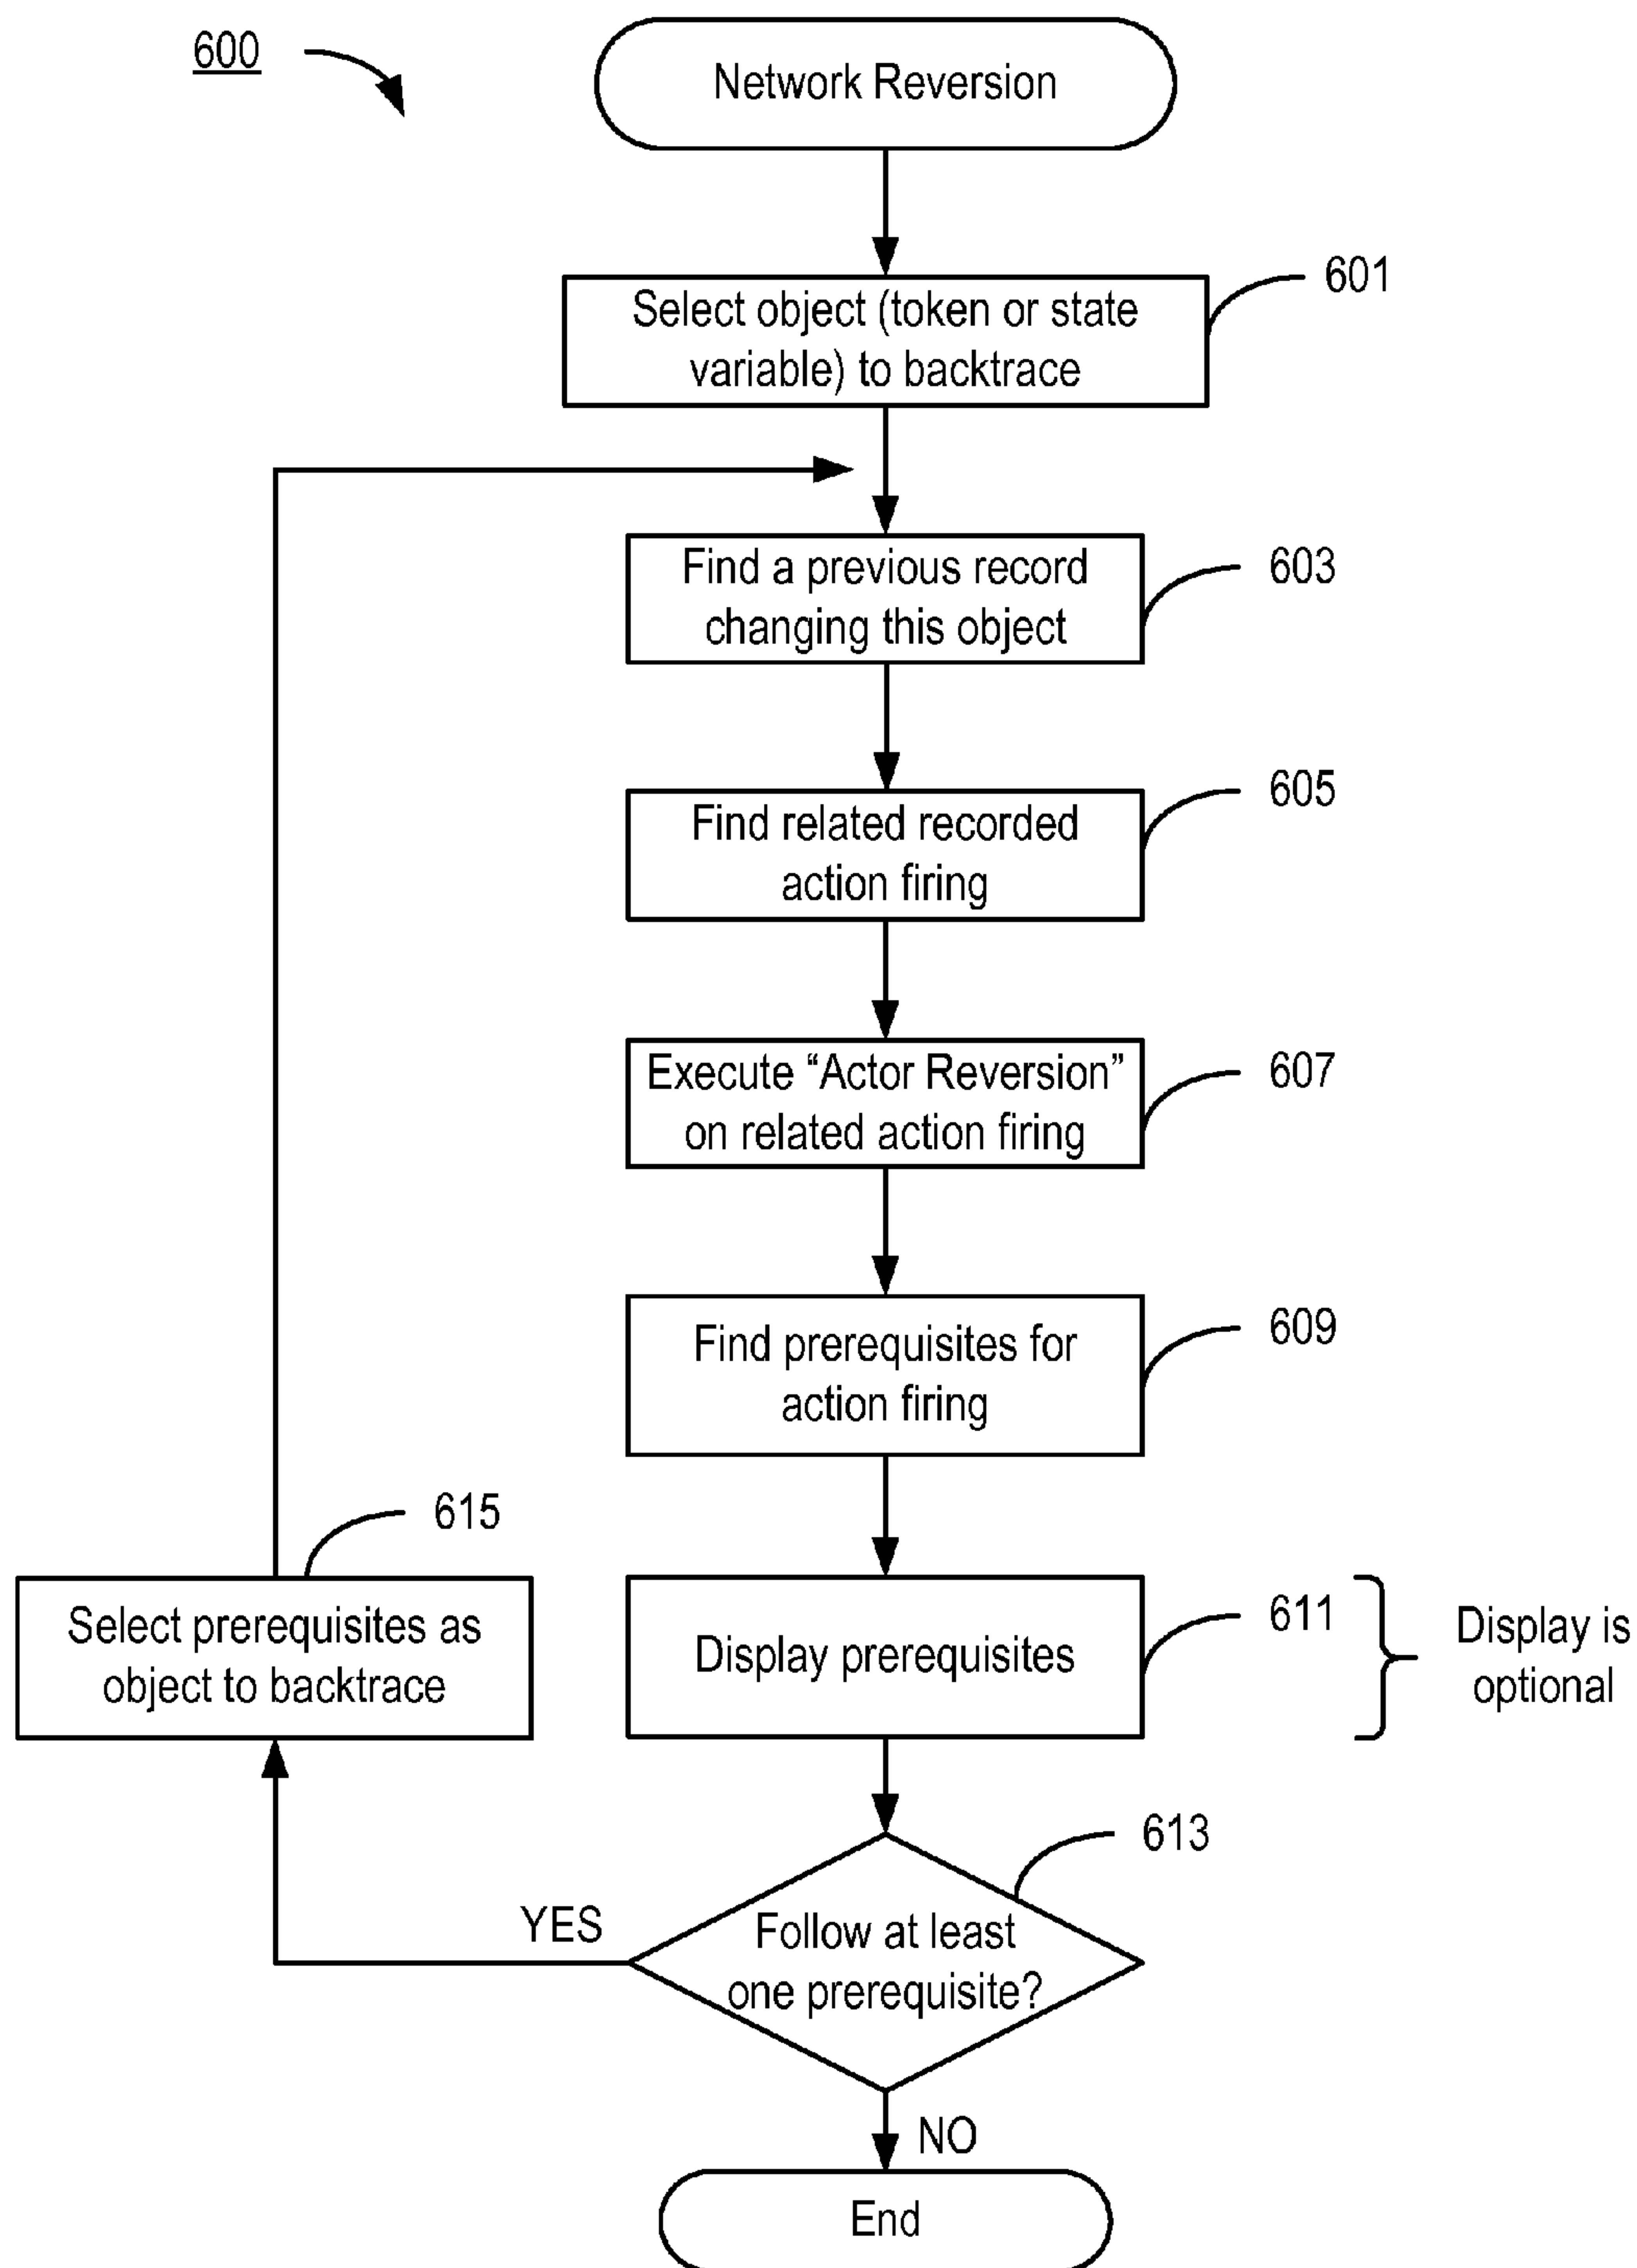 600
Network Reversion
601
Select object (token or state
variable) to backtrace
603
Find a previous record
changing this object
605
Find related recorded
action firing
607
Execute “Actor Reversion”
on related action firing
609
Find prerequisites for
action firing
615
Select prerequisites as
object to backtrace
611
Display prerequisites
Display is
optional
613
Follow at least
one prerequisite?
YES
NO
End